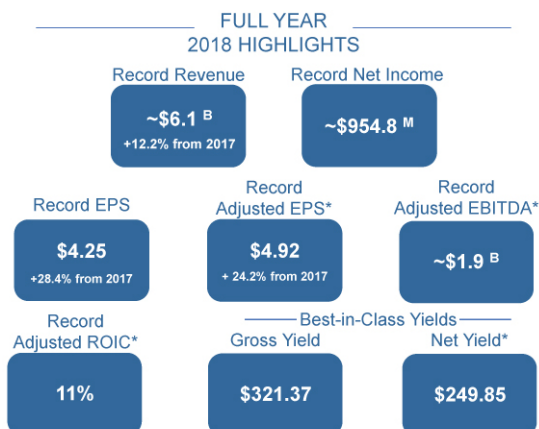 FULL YEAR
2018 HIGHLIGHTS
Record Revenue
~$6.1 B
+12.2% from 2017
Record Net Income
~$954.8 M
Record EPS
$4.25
+28.4% from 2017
Record
Adjusted EPS*
$4.92
+ 24.2% from 2017
Record
Adjusted EBITDA*
~$1.9 B
Record
Adjusted ROIC*
11%
Best-in-Class Yields
Gross Yield
$321.37
Net Yield*
$249.85